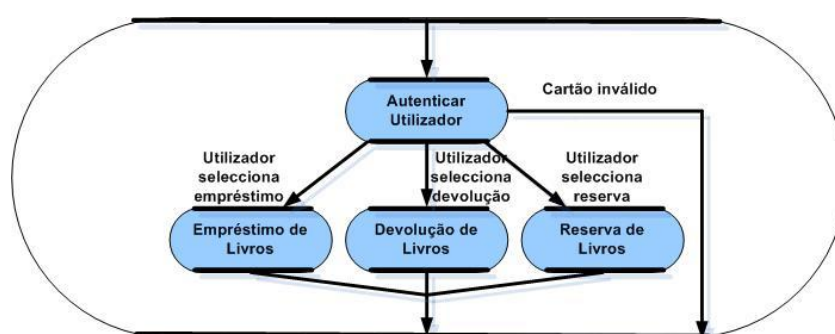 Autenticar
Utilizador
Cartão inválido
Utilizador
selecciona
empréstimo
Utilizador
selecciona
devolução
Utilizador
selecciona
reserva
Empréstimo de
Livros
Devolução de
Livros
Reserva de
Livros